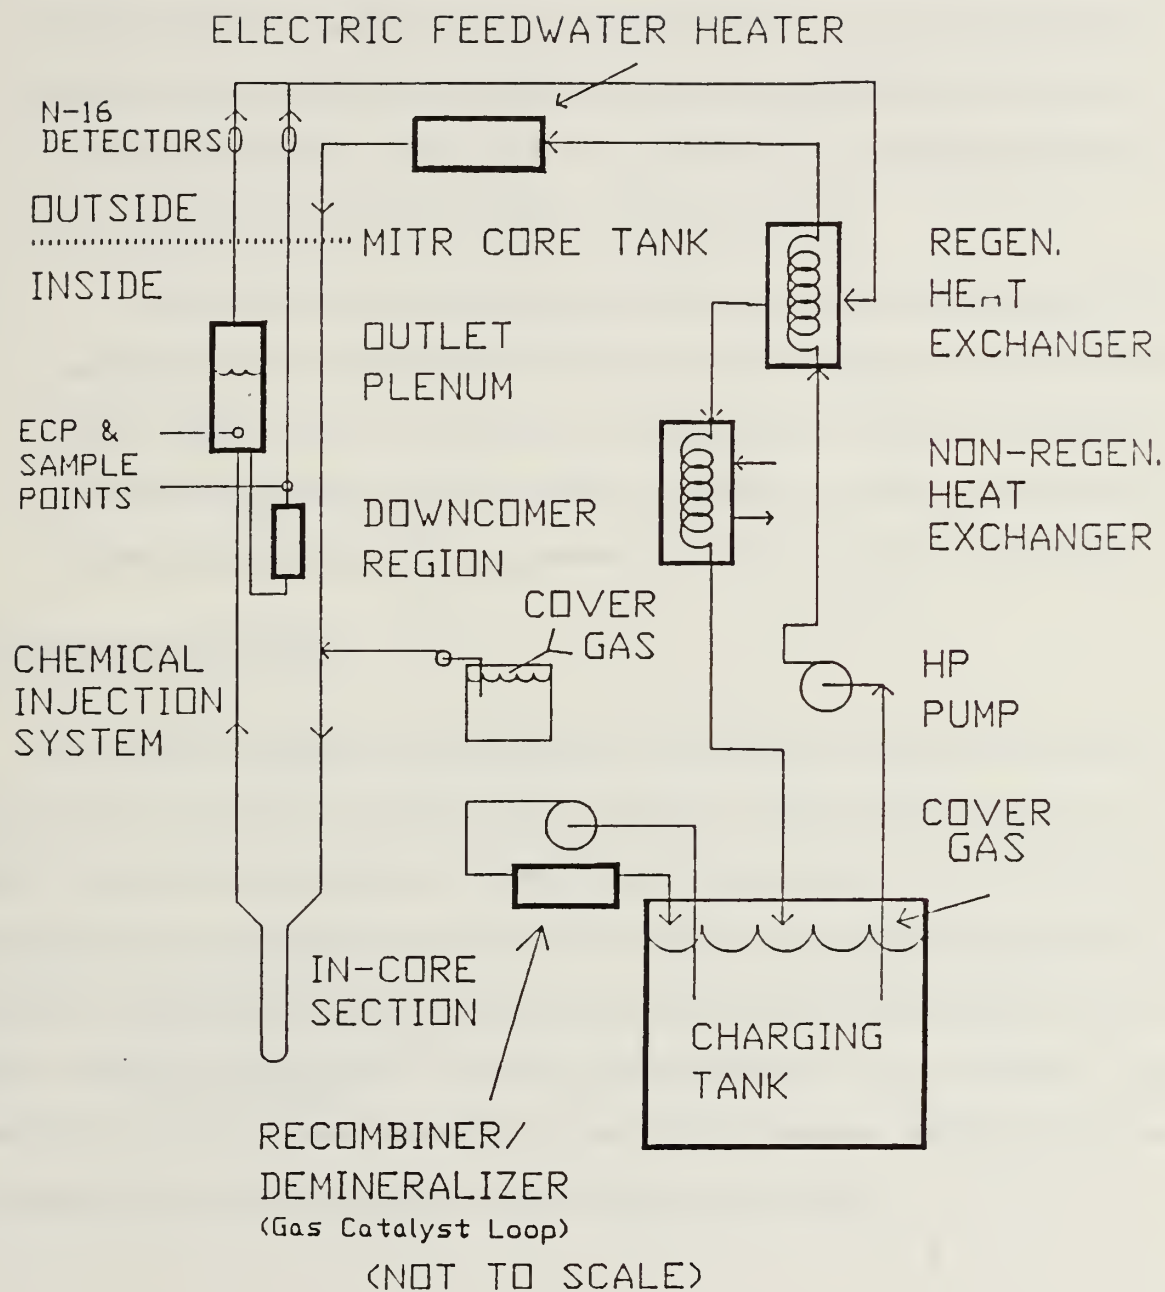 ELECTRIC FEEDWATER HEATER
N-16
DETECTORS
OUTSIDE
MITR CORE TANK
INSIDE
REGEN.
HEAT
EXCHANGER
OUTLET
PLENUM
ECP &
SAMPLE
POINTS
NON-REGEN.
HEAT
EXCHANGER
DOWNCOMER
REGION
COVER
GAS
CHEMICAL
INJECTION
SYSTEM
HP
PUMP
COVER
GAS
IN-CORE
SECTION
CHARGING
TANK
RECOMBINER/
DEMINERALIZER
(Gas Catalyst Loop)
(NOT TO SCALE)